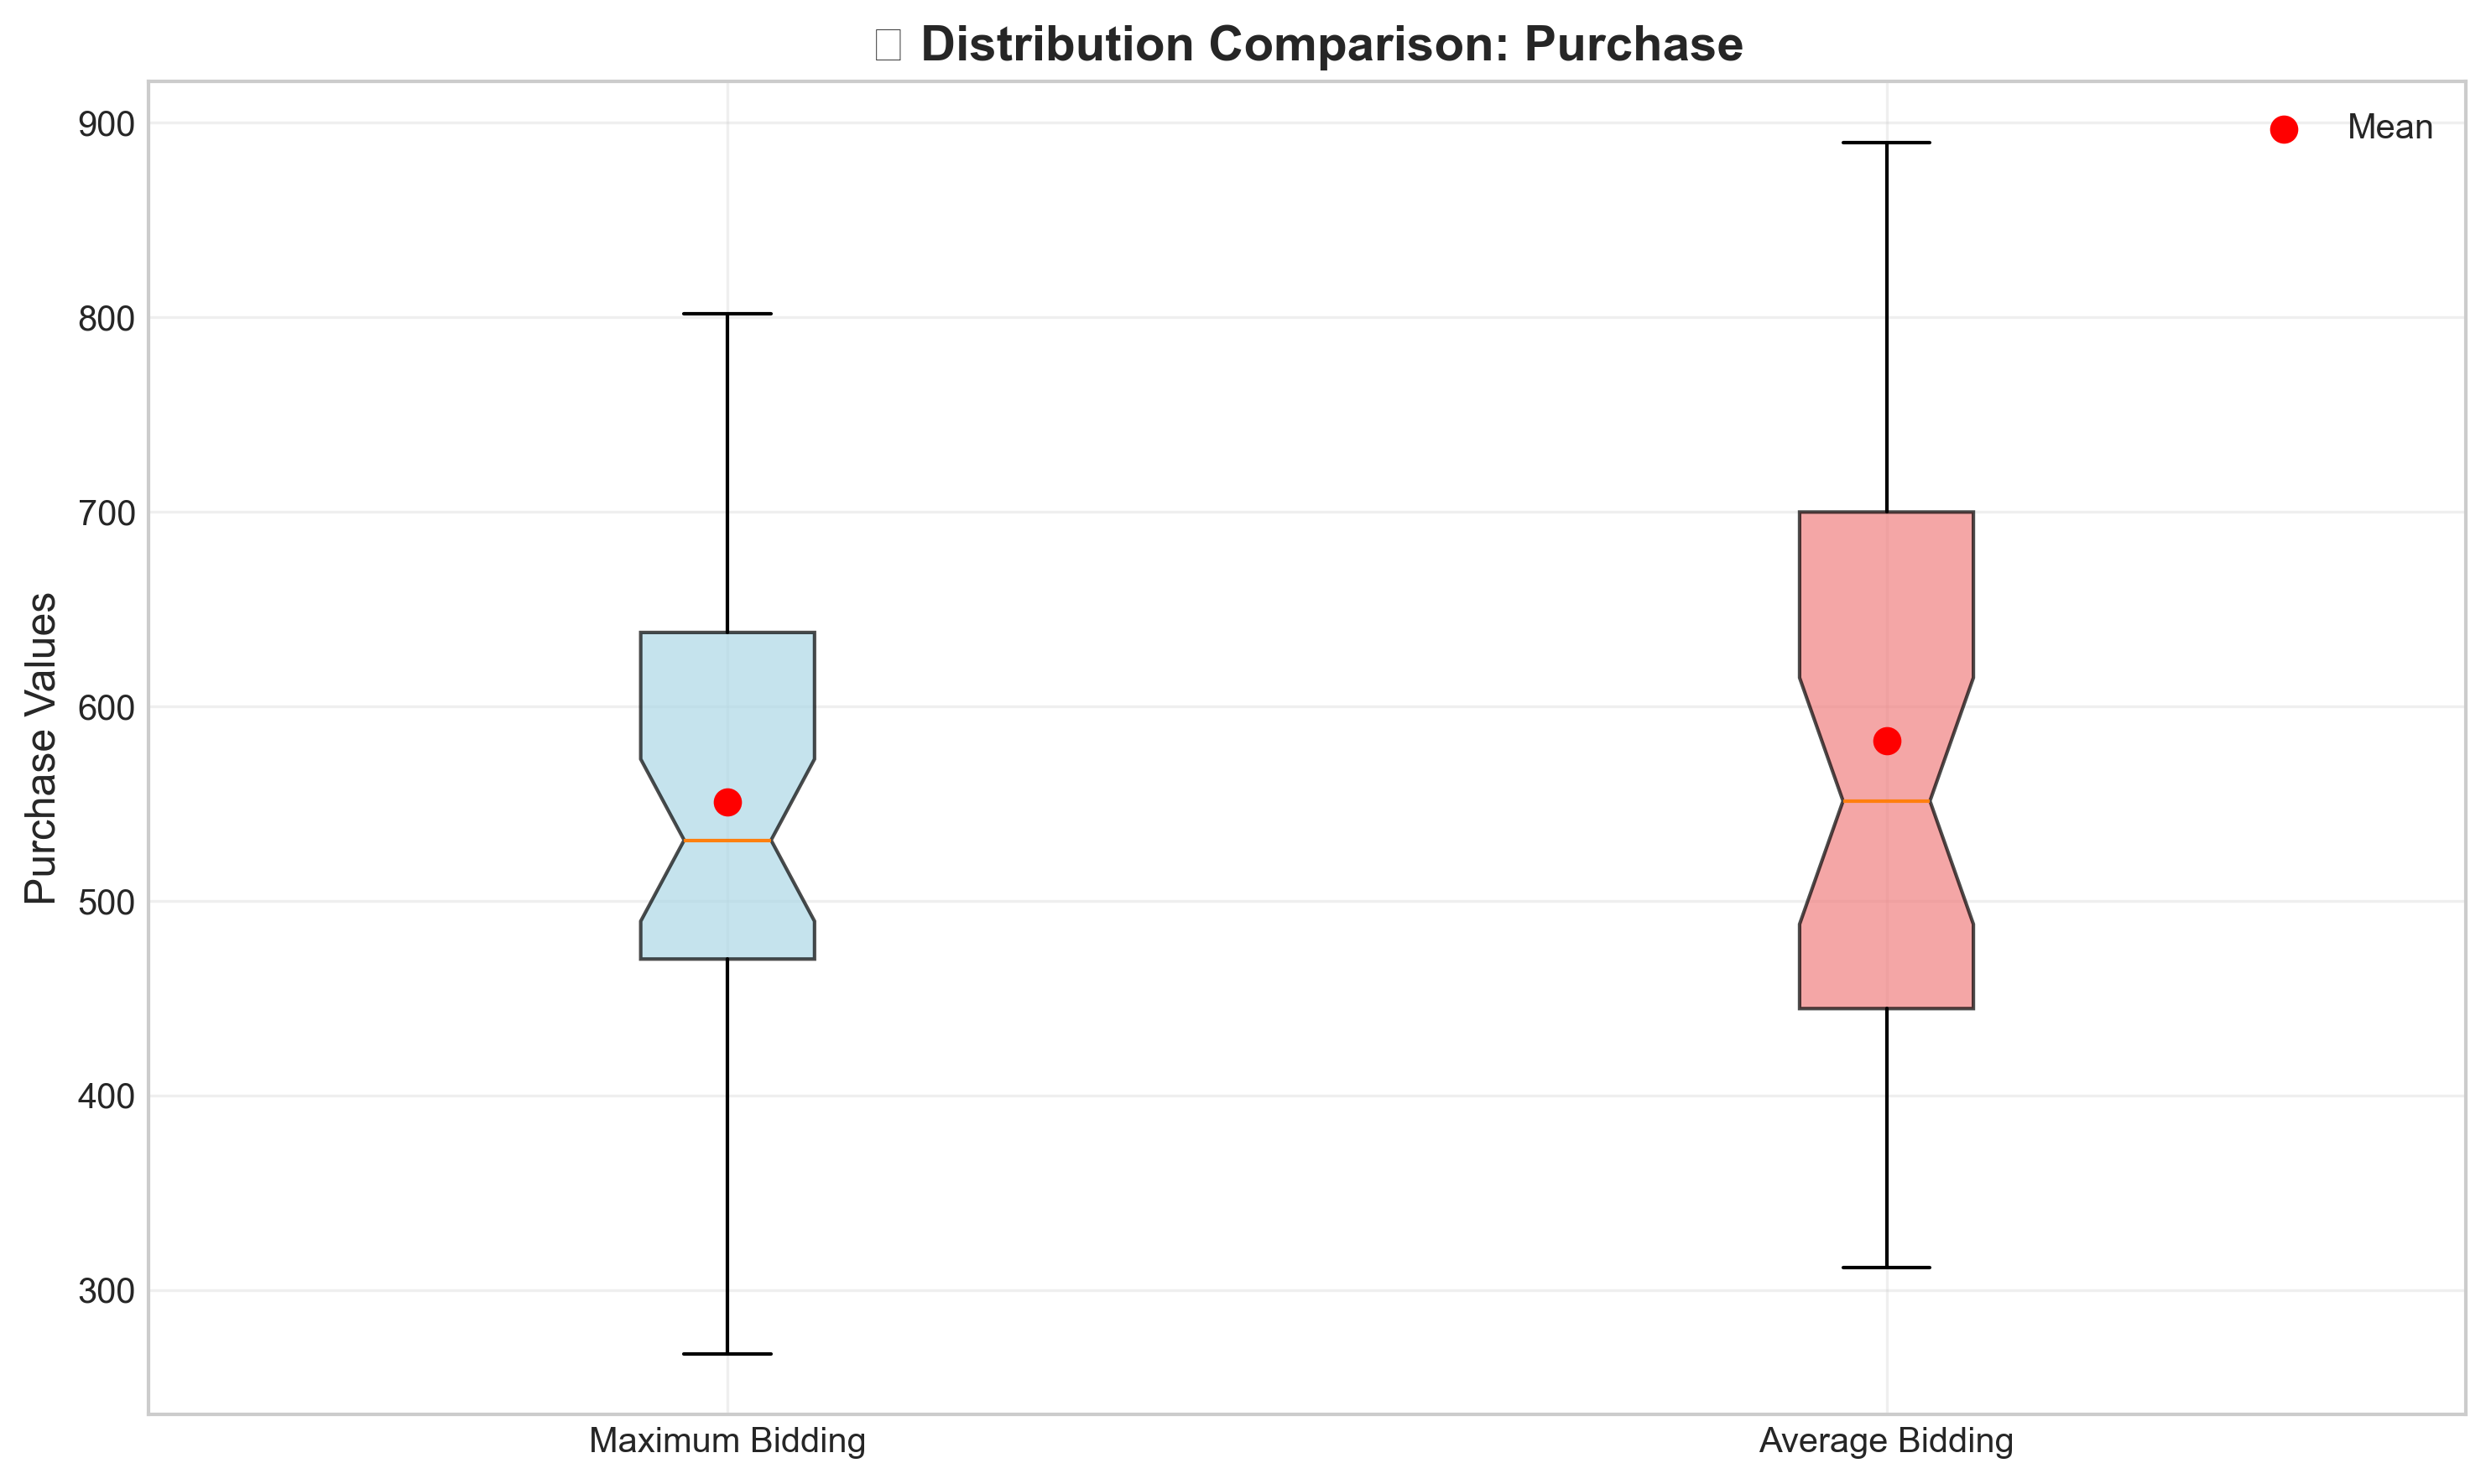 Distribution Comparison: Purchase
Mean
Purchase Values
900
800
700
600
500
400
300
Maximum Bidding
Average Bidding